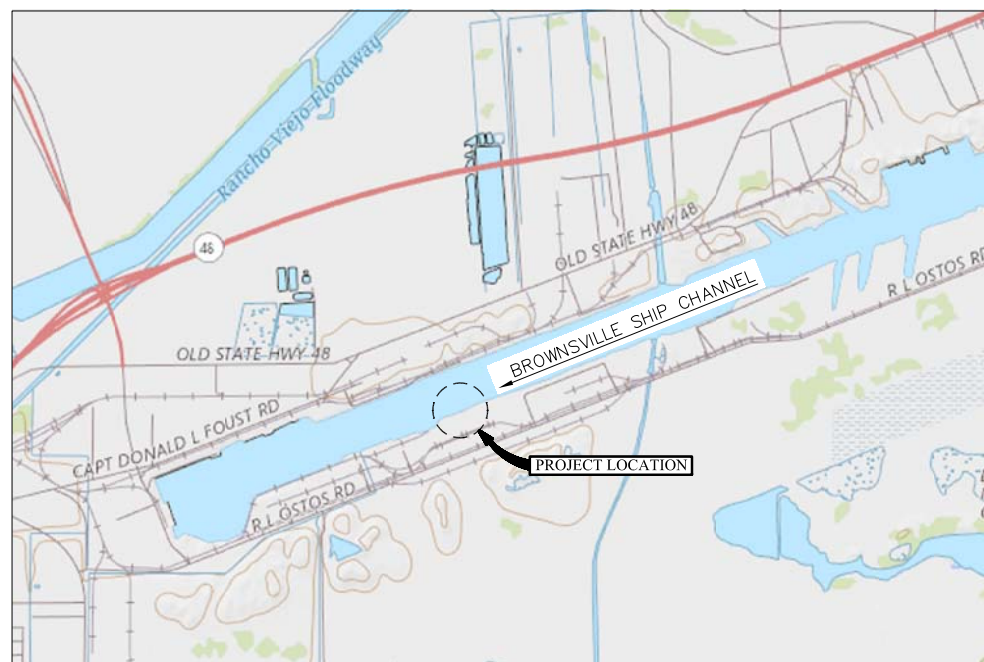 Rancho Viejo Floodway
48
OLD STATE HWY 48
BROWNSVILLE SHIP CHANNEL
R L OSTOS RD
OLD STATE HWY 48
CAPT DONALD L FOUST RD
PROJECT LOCATION
R L OSTOS RD